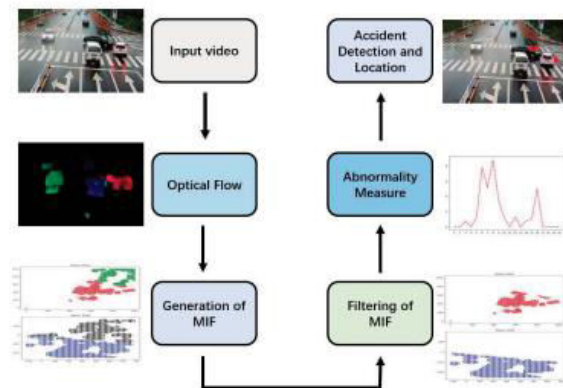 Input video
Optical Flow
Generation of
MIF
Filtering of
MIF
Abnormality
Measure
Accident
Detection and
Location